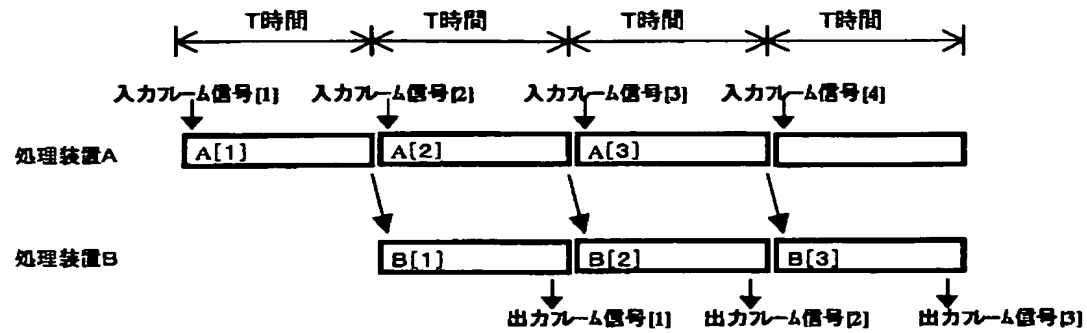 T時間 T時間 T時間 T時間
入力フレーム信号[1] 入力フレーム信号[2] 入力フレーム信号[3] 入力フレーム信号[4]
処理装置A A[1] A[2] A[3]
処理装置B B[1] B[2] B[3]
出力フレーム信号[1] 出力フレーム信号[2] 出力フレーム信号[3]